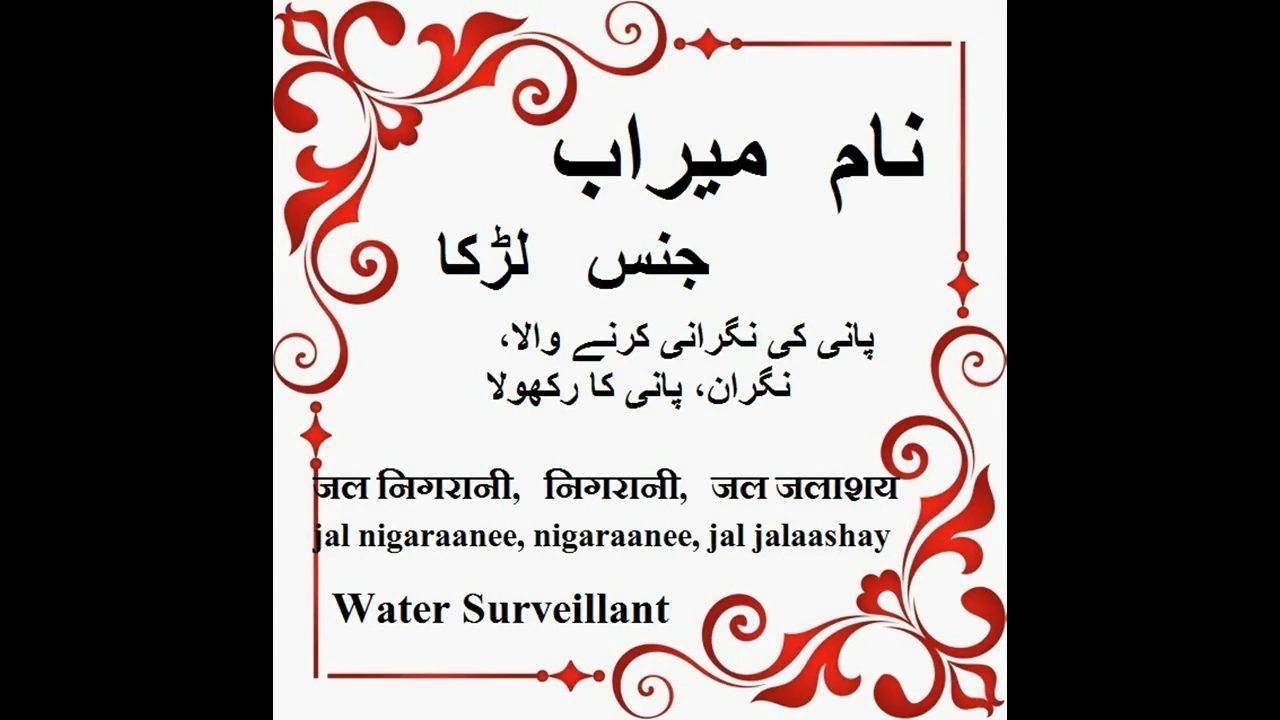 نام میراب
جنس لڑکا
پانی کی نگرانی کرنے والا،
نگران، پانی کا رکھولا
जल निगरानी, निगरानी, जल जलाशय
jal nigaraanee, nigaraanee, jal jalaashay
Water Surveillant